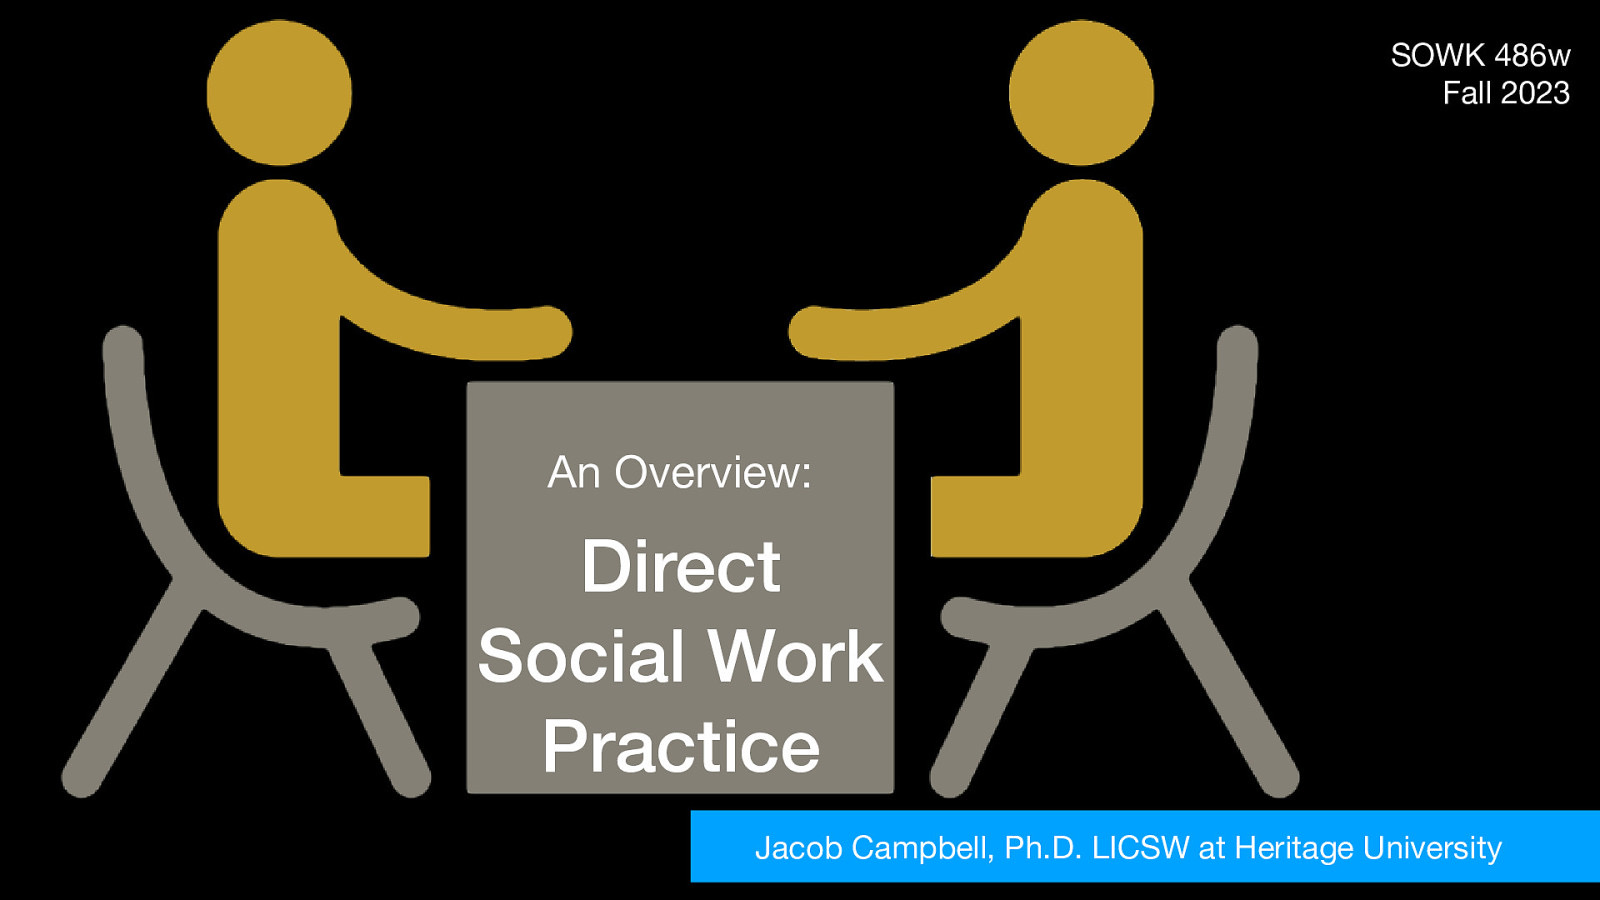 SOWK 486w
Fall 2023
An Overview:
Direct
Social Work
Practice
Jacob Campbell, Ph.D. LICSW at Heritage University